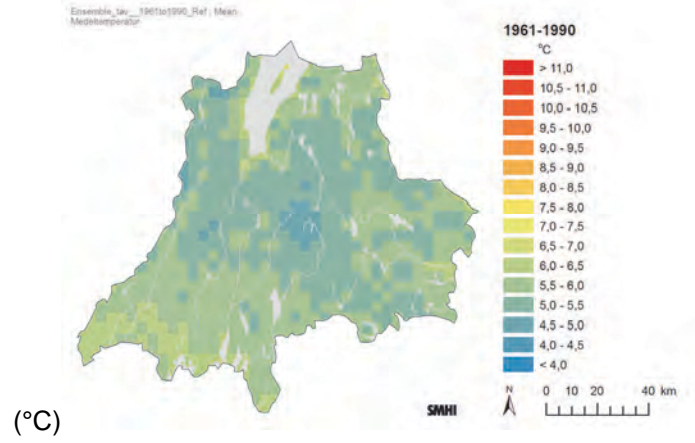 Ensemble_tav__1961to1990_Ref ; Mean
Medeltemperatur
1961-1990
°C
> 11,0
10,5 - 11,0
10,0 - 10,5
9,5 - 10,0
9,0 - 9,5
8,5 - 9,0
8,0 - 8,5
7,5 - 8,0
7,0 - 7,5
6,5 - 7,0
6,0 - 6,5
5,5 - 6,0
5,0 - 5,5
4,5 - 5,0
4,0 - 4,5
< 4,0
N
0 10 20 40 km
SMHI
(°C)